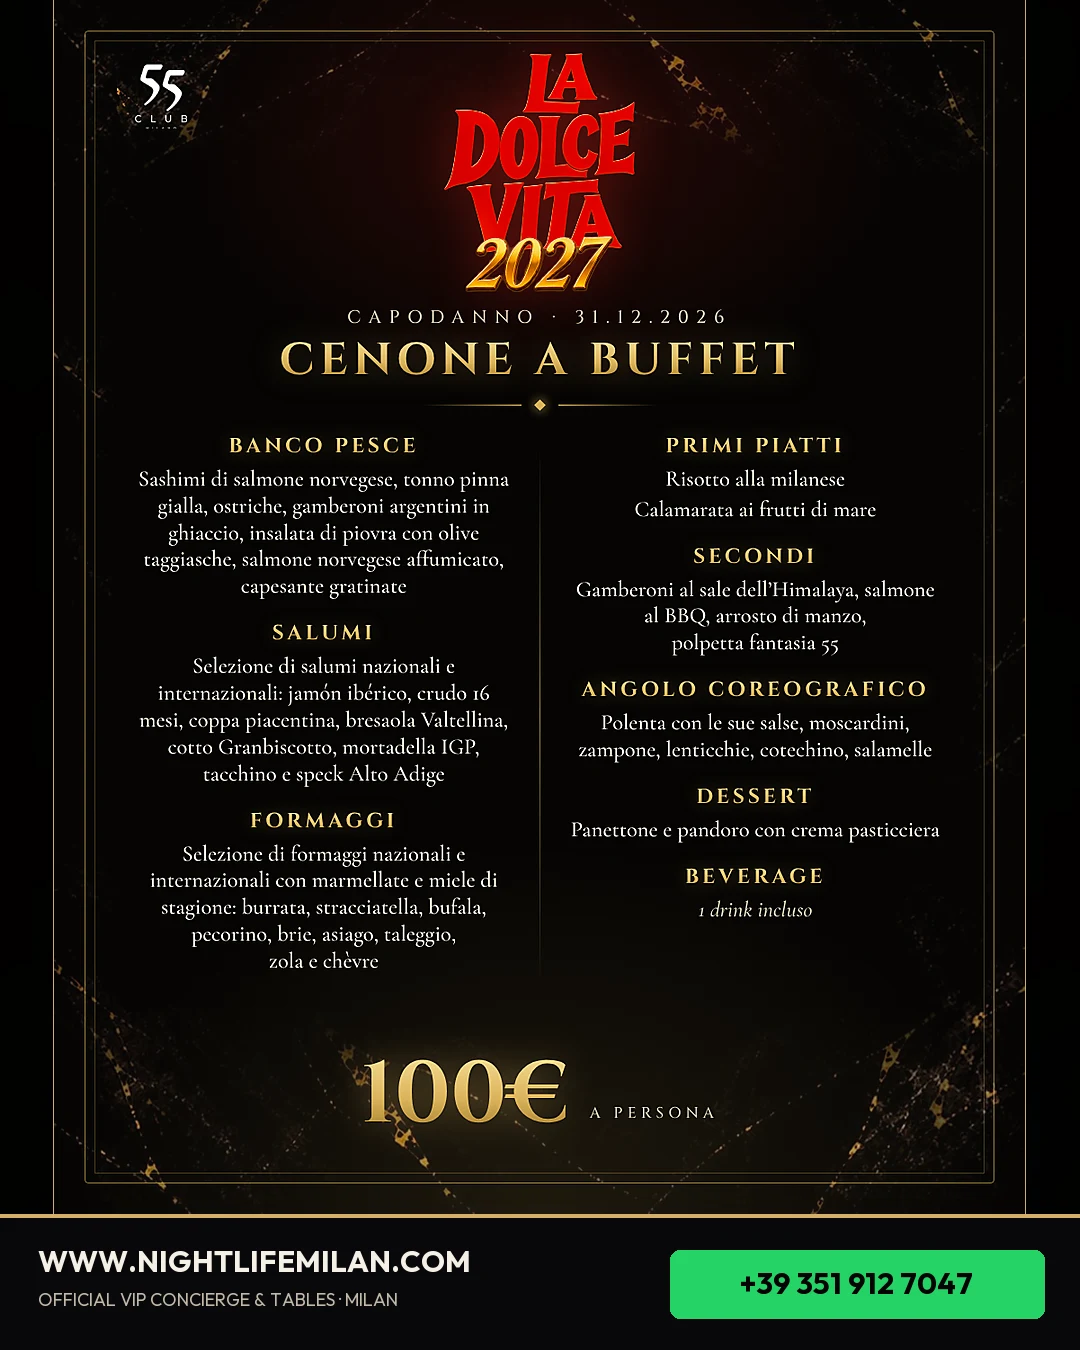 55
CLUB
LA
DOLCE
VITA
2027
CAPODANNO · 31.12.2026
CENONE A BUFFET
BANCO PESCE
Sashimi di salmone norvegese, tonno pinna
gialla, ostriche, gamberoni argentini in
ghiaccio, insalata di piovra con olive
taggiasche, salmone norvegese affumicato,
capesante gratinate
SALUMI
Selezione di salumi nazionali e
internazionali: jamón ibérico, crudo 16
mesi, coppa piacentina, bresaola Valtellina,
cotto Granbiscotto, mortadella IGP,
tacchino e speck Alto Adige
FORMAGGI
Selezione di formaggi nazionali e
internazionali con marmellate e miele di
stagione: burrata, stracciatella, bufala,
pecorino, brie, asiago, taleggio,
zola e chèvre
PRIMI PIATTI
Risotto alla milanese
Calamarata ai frutti di mare
SECONDI
Gamberoni al sale dell'Himalaya, salmone
al BBQ, arrosto di manzo,
polpetta fantasia 55
ANGOLO COREOGRAFICO
Polenta con le sue salse, moscardini,
zampone, lenticchie, cotechino, salamelle
DESSERT
Panettone e pandoro con crema pasticciera
BEVERAGE
1 drink incluso
100€ A PERSONA
WWW.NIGHTLIFEMILAN.COM
OFFICIAL VIP CONCIERGE & TABLES · MILAN
+39 351 912 7047